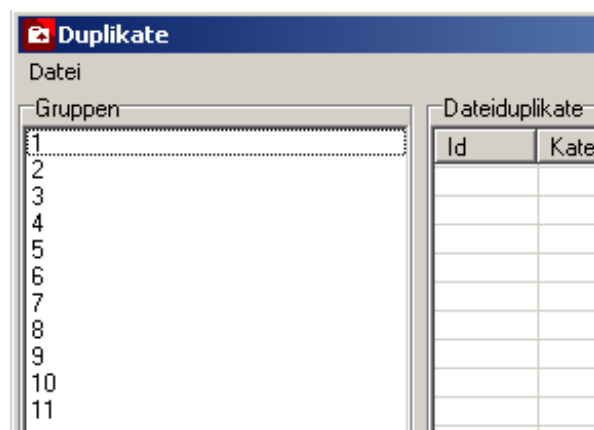 Duplikate
Datei
Gruppen
1
2
3
4
5
6
7
8
9
10
11
Dateiduplikate
Id Kate